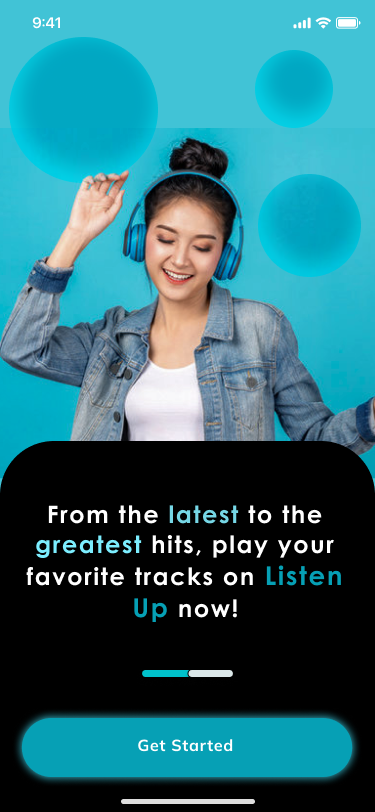 9:41
From the latest to the
greatest hits, play your
favorite tracks on Listen
Up now!
Get Started